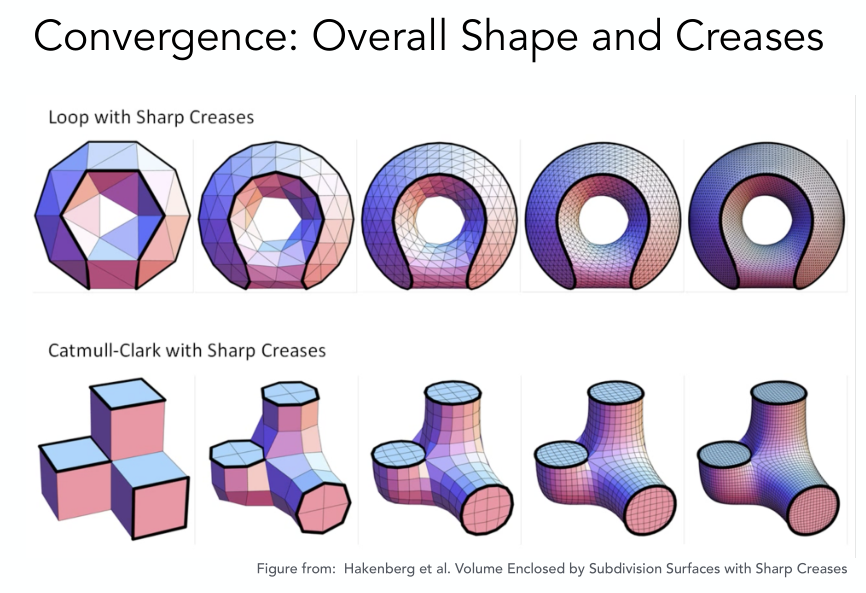 Convergence: Overall Shape and Creases
Loop with Sharp Creases
Catmull-Clark with Sharp Creases
Figure from:  Hakenberg et al. Volume Enclosed by Subdivision Surfaces with Sharp Creases